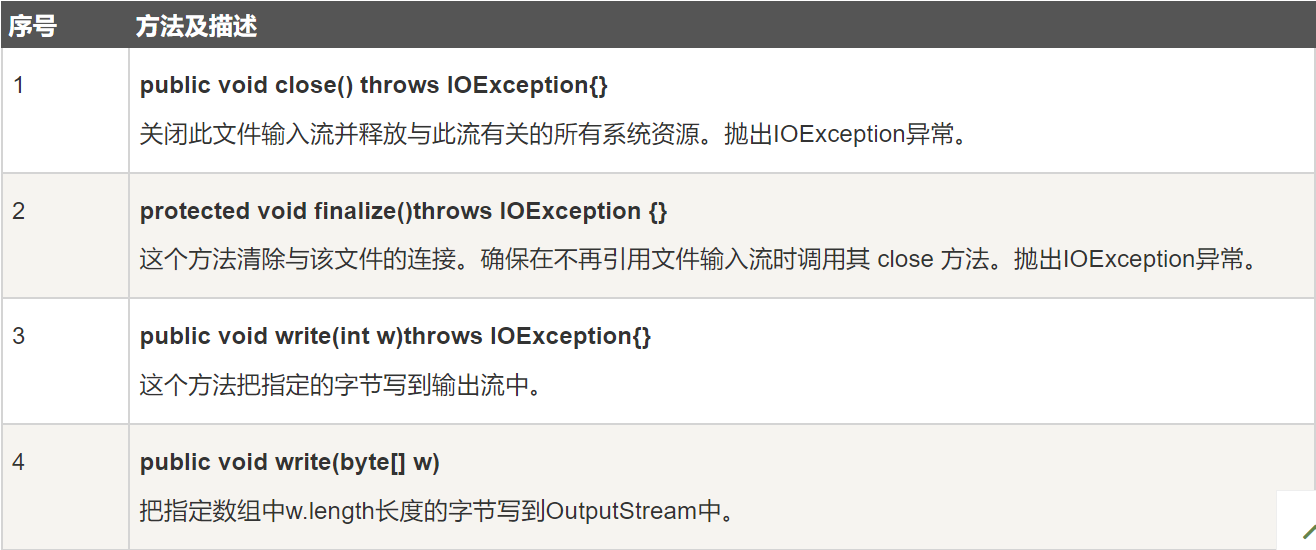 序号 方法及描述
1 public void close() throws IOException{}
关闭此文件输入流并释放与此流有关的所有系统资源。抛出IOException异常。
2 protected void finalize()throws IOException {}
这个方法清除与该文件的连接。确保在不再引用文件输入流时调用其 close 方法。抛出IOException异常。
3 public void write(int w)throws IOException{}
这个方法把指定的字节写到输出流中。
4 public void write(byte[] w)
把指定数组中w.length长度的字节写到OutputStream中。